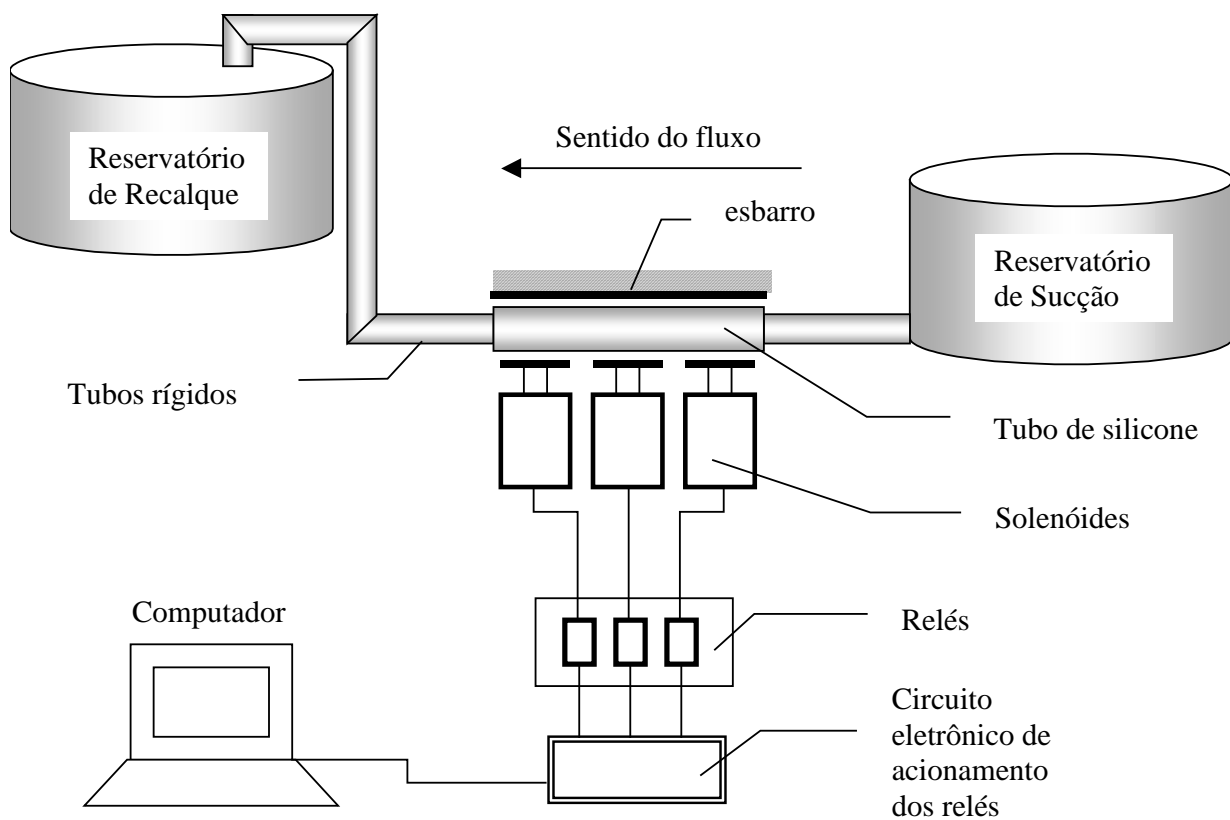 Reservatório
de Recalque
Sentido do fluxo
esbarro
Reservatório
de Sucção
Tubos rígidos
Tubo de silicone
Solenóides
Computador
Relés
Circuito
eletrônico de
acionamento
dos relés